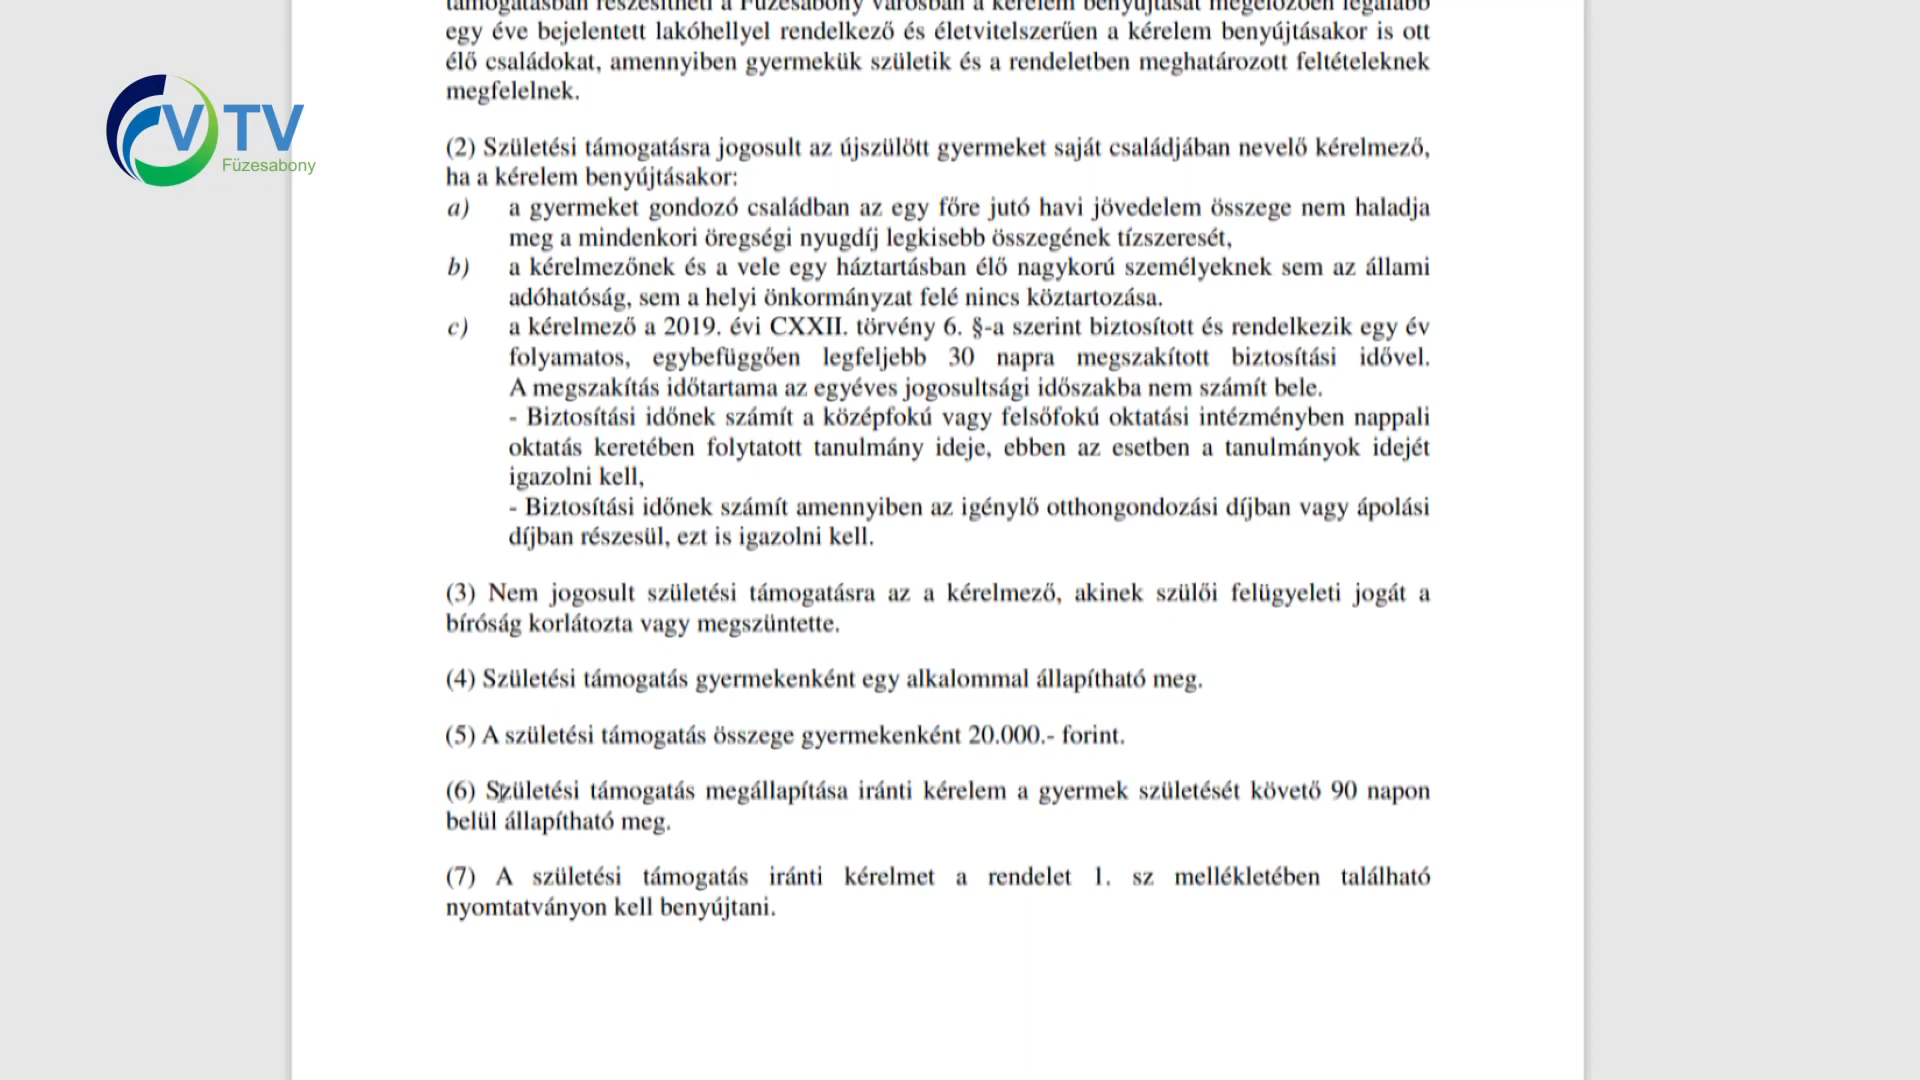 támogatásban részesítheti a Füzesabony városban a kérelem benyújtását megelőzően legalább
egy éve bejelentett lakóhellyel rendelkező és életvitelszerűen a kérelem benyújtásakor is ott
élő családokat, amennyiben gyermekük születik és a rendeletben meghatározott feltételeknek
megfelelnek.
VTV
Füzesabony
(2) Születési támogatásra jogosult az újszülött gyermeket saját családjában nevelő kérelmező,
ha a kérelem benyújtásakor:
a) a gyermeket gondozó családban az egy főre jutó havi jövedelem összege nem haladja
meg a mindenkori öregségi nyugdíj legkisebb összegének tízszeresét,
b) a kérelmezőnek és a vele egy háztartásban élő nagykorú személyeknek sem az állami
adóhatóság, sem a helyi önkormányzat felé nincs köztartozása.
c) a kérelmező a 2019. évi CXXII. törvény 6. §-a szerint biztosított és rendelkezik egy év
folyamatos, egybefüggően legfeljebb 30 napra megszakított biztosítási idővel.
A megszakítás időtartama az egyéves jogosultsági időszakba nem számít bele.
- Biztosítási időnek számít a középfokú vagy felsőfokú oktatási intézményben nappali
oktatás keretében folytatott tanulmány ideje, ebben az esetben a tanulmányok idejét
igazolni kell,
- Biztosítási időnek számít amennyiben az igénylő otthongondozási díjban vagy ápolási
díjban részesül, ezt is igazolni kell.
(3) Nem jogosult születési támogatásra az a kérelmező, akinek szülői felügyeleti jogát a
bíróság korlátozta vagy megszüntette.
(4) Születési támogatás gyermekenként egy alkalommal állapítható meg.
(5) A születési támogatás összege gyermekenként 20.000.- forint.
(6) Születési támogatás megállapítása iránti kérelem a gyermek születését követő 90 napon
belül állapítható meg.
(7) A születési támogatás iránti kérelmet a rendelet 1. sz mellékletében található
nyomtatványon kell benyújtani.